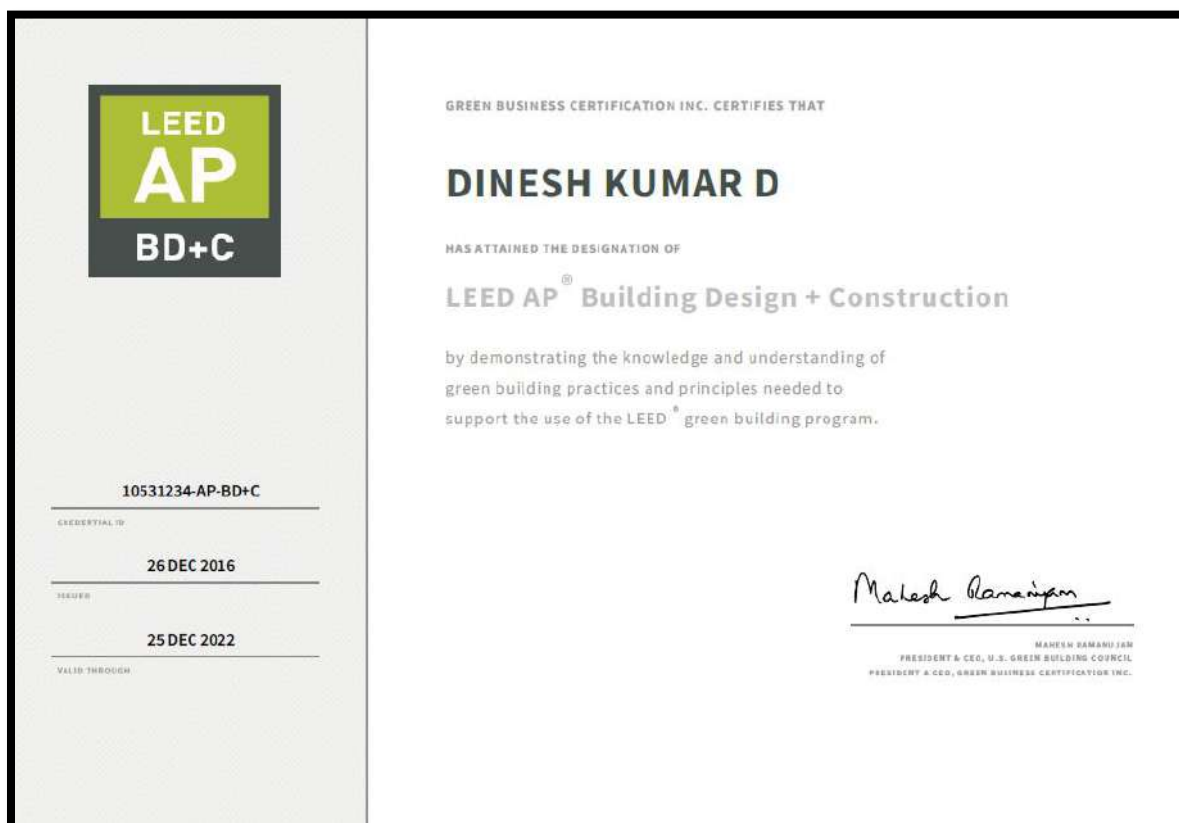 LEED
AP
BD+C
10531234-AP-BD+C
CREDENTIAL ID
26 DEC 2016
ISSUED
25 DEC 2022
VALID THROUGH
GREEN BUSINESS CERTIFICATION INC. CERTIFIES THAT
DINESH KUMAR D
HAS ATTAINED THE DESIGNATION OF
LEED AP® Building Design + Construction
by demonstrating the knowledge and understanding of
green building practices and principles needed to
support the use of the LEED® green building program.
Mahesh Ramanujam
MAHESH RAMANUJAM
PRESIDENT & CEO, U.S. GREEN BUILDING COUNCIL
PRESIDENT & CEO, GREEN BUSINESS CERTIFICATION INC.